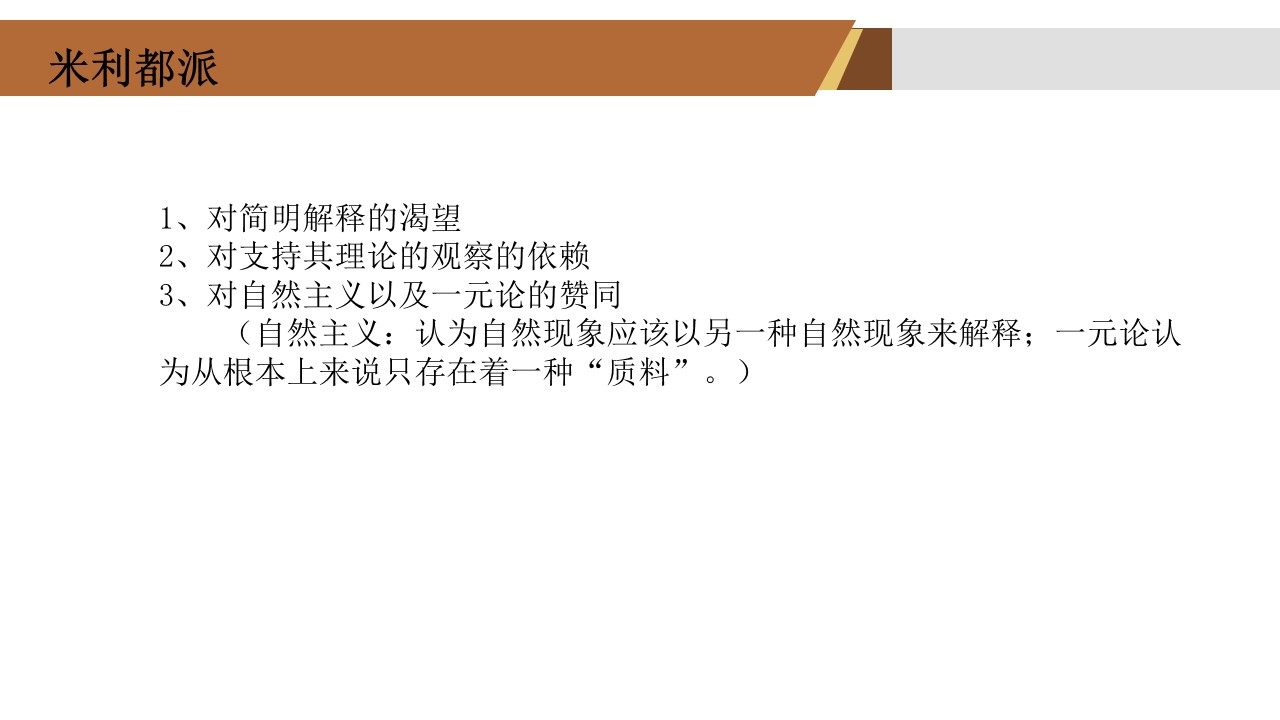 米利都派
1、对简明解释的渴望
2、对支持其理论的观察的依赖
3、对自然主义以及一元论的赞同
（自然主义：认为自然现象应该以另一种自然现象来解释；一元论认
为从根本上来说只存在着一种“质料”。）